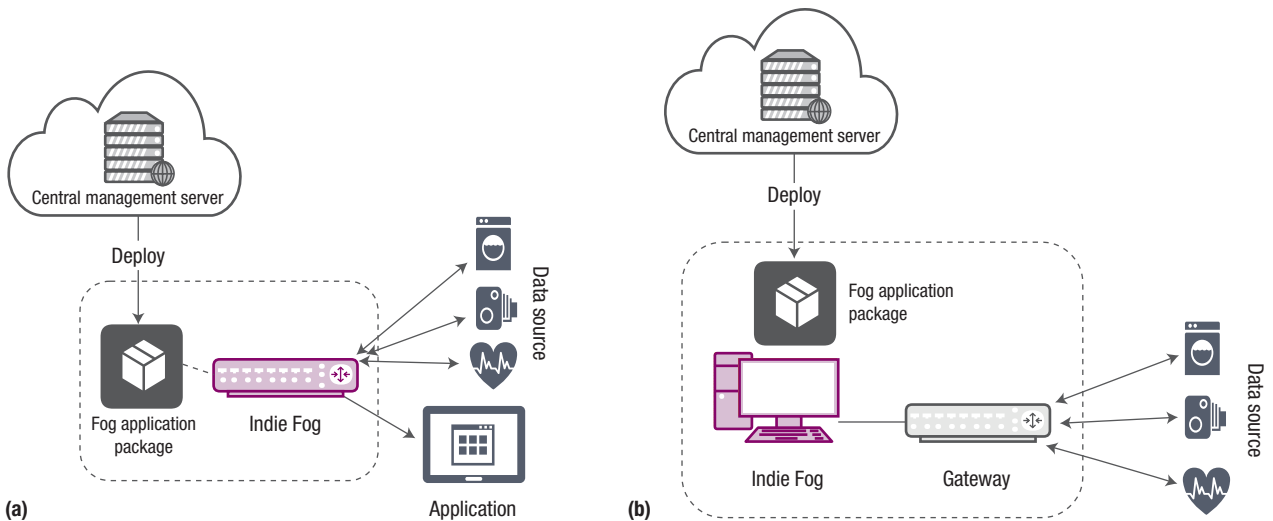 Central management server
Deploy
Fog application
package
Indie Fog
Data source
Application
(a)
Central management server
Deploy
Fog application
package
Indie Fog
Gateway
Data source
(b)